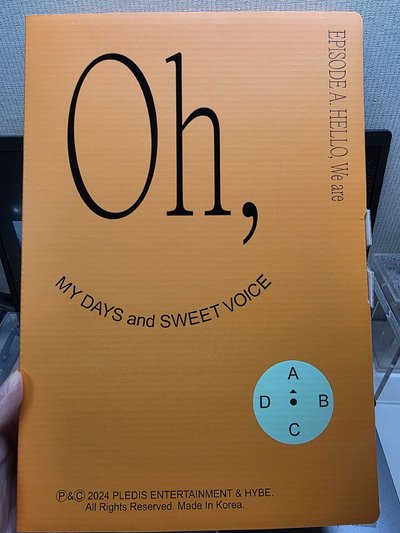 Oh,
EPISODE A. HELLO, We are
MY DAYS and SWEET VOICE
A
D B
C
Ⓟ&Ⓒ 2024 PLEDIS ENTERTAINMENT & HYBE.
All Rights Reserved. Made In Korea.